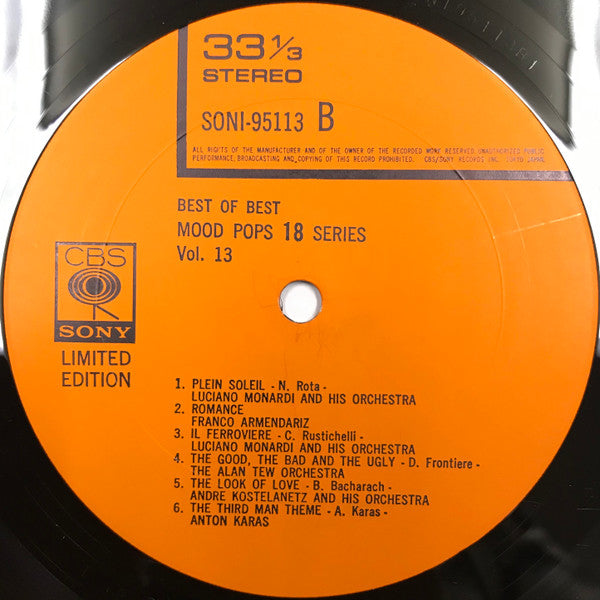 33 1/3
STEREO
SONI-95113 B
ALL RIGHTS OF THE MANUFACTURER AND OF THE OWNER OF THE RECORDED WORK RESERVED. UNAUTHORIZED PUBLIC
PERFORMANCE, BROADCASTING AND COPYING OF THIS RECORD PROHIBITED. CBS/SONY RECORDS INC. TOKYO JAPAN.
BEST OF BEST
MOOD POPS 18 SERIES
Vol. 13
CBS
SONY
LIMITED
EDITION
1. PLEIN SOLEIL - N. Rota -
LUCIANO MONARDI AND HIS ORCHESTRA
2. ROMANCE
FRANCO ARMENDARIZ
3. IL FERROVIERE - C. Rustichelli -
LUCIANO MONARDI AND HIS ORCHESTRA
4. THE GOOD, THE BAD AND THE UGLY - D. Frontiere -
THE ALAN TEW ORCHESTRA
5. THE LOOK OF LOVE - B. Bacharach -
ANDRE KOSTELANETZ AND HIS ORCHESTRA
6. THE THIRD MAN THEME - A. Karas -
ANTON KARAS